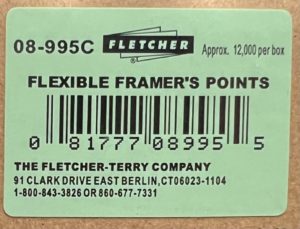 08-995C FLETCHER ® Approx. 12,000 per box
FLEXIBLE FRAMER'S POINTS
0 81777 08995 5
THE FLETCHER-TERRY COMPANY
91 CLARK DRIVE EAST BERLIN,CT06023-1104
1-800-843-3826 OR 860-677-7331